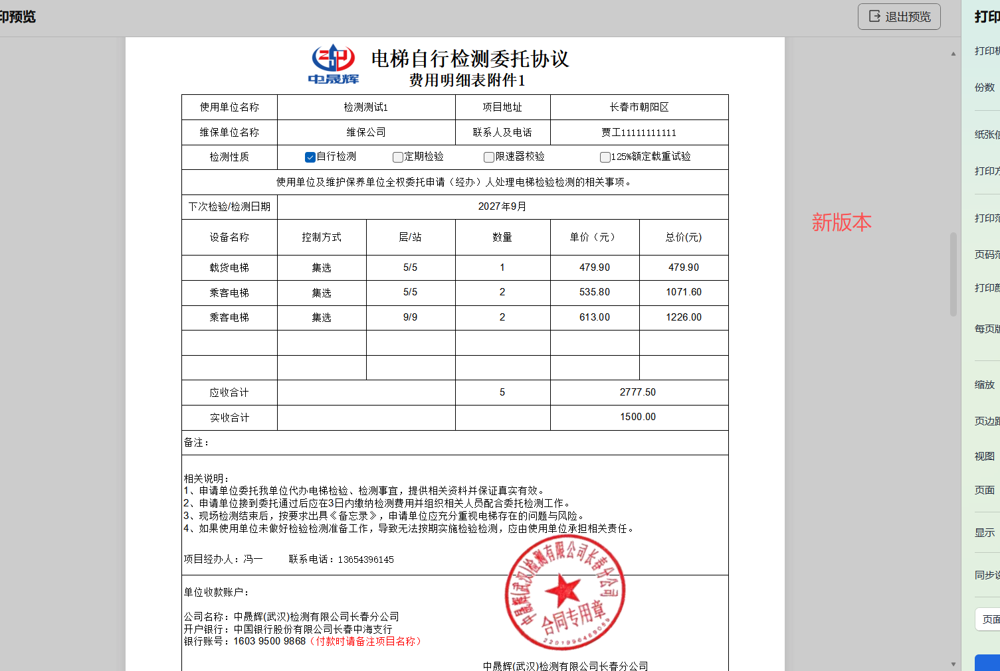 印预览
退出预览
打印
打印机
份数
纸张信
打印方
打印范
页码范
打印颜
每页版
缩放
页边距
视图
页面
显示
同步设
页面
新版本
中晟辉
电梯自行检测委托协议
费用明细表附件1
使用单位名称 检测测试1 项目地址 长春市朝阳区
维保单位名称 维保公司 联系人及电话 贾工11111111111
检测性质 自行检测 定期检验 限速器校验 125%额定载重试验
使用单位及维护保养单位全权委托申请（经办）人处理电梯检验检测的相关事项。
下次检验/检测日期 2027年9月
设备名称 控制方式 层/站 数量 单价（元） 总价(元)
载货电梯 集选 5/5 1 479.90 479.90
乘客电梯 集选 5/5 2 535.80 1071.60
乘客电梯 集选 9/9 2 613.00 1226.00
应收合计 5 2777.50
实收合计 1500.00
备注：
相关说明：
1、申请单位委托我单位代办电梯检验、检测事宜，提供相关资料并保证真实有效。
2、申请单位接到委托通过后应在3日内缴纳检测费用并组织相关人员配合委托检测工作。
3、现场检测结束后，按要求出具《备忘录》，申请单位应充分重视电梯存在的问题与风险。
4、如果使用单位未做好检验检测准备工作，导致无法按期实施检验检测，应由使用单位承担相关责任。
项目经办人：冯一 联系电话：13654396145
单位收款账户：
公司名称：中晟辉(武汉)检测有限公司长春分公司
开户银行：中国银行股份有限公司长春中海支行
银行账号：1603 9500 9868（付款时请备注项目名称）
中晟辉(武汉)检测有限公司长春分公司
合同专用章
2201996469059
中晟辉(武汉)检测有限公司长春分公司